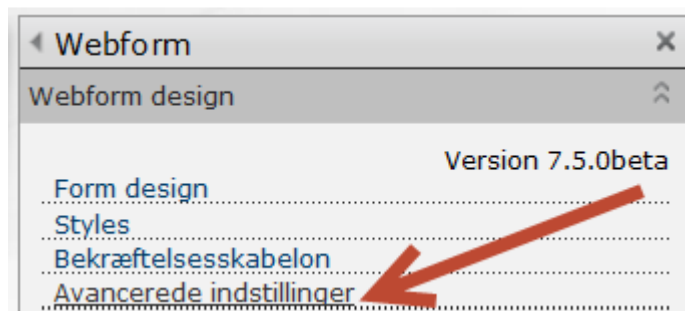 Webform
Webform design
Version 7.5.0beta
Form design
Styles
Bekræftelsesskabelon
Avancerede indstillinger